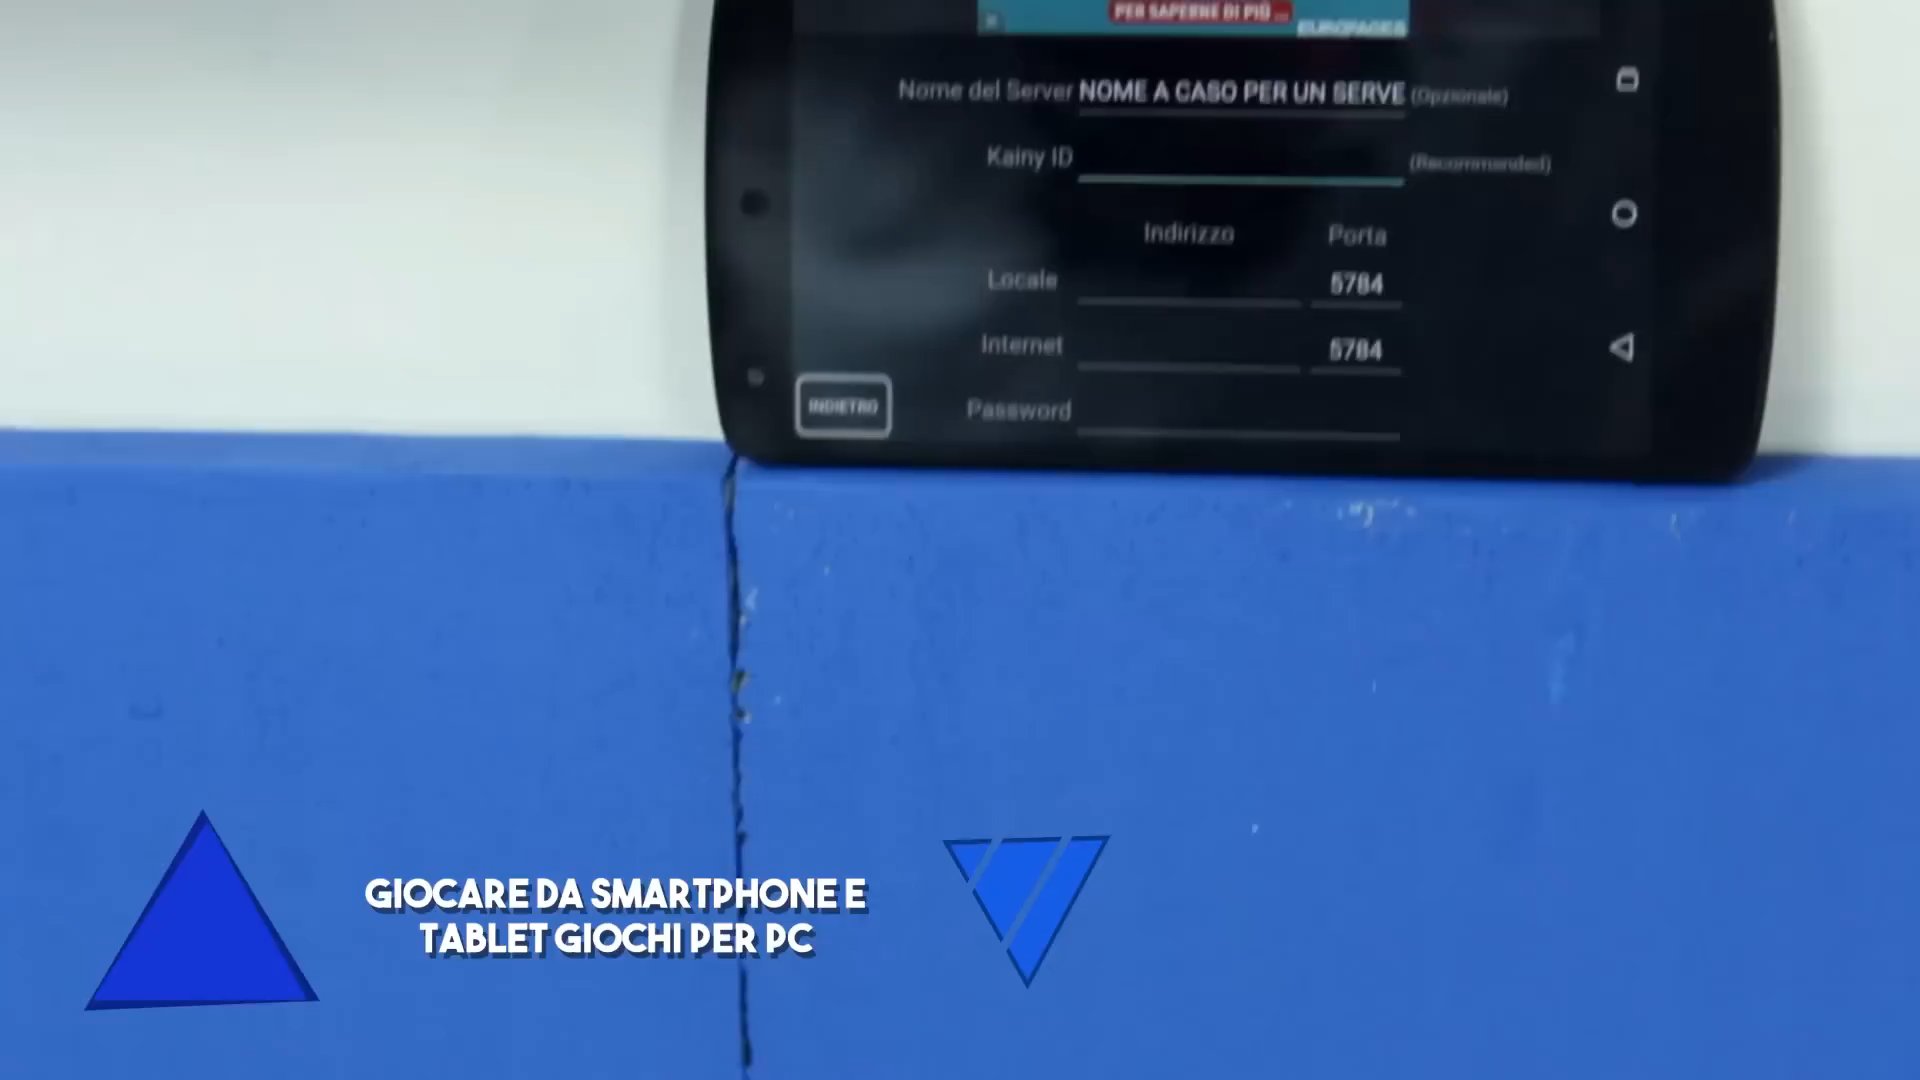 PER SAPERNE DI PIÙ ...
EUROPAGES
Nome del Server NOME A CASO PER UN SERVE (Opzionale)
Kainy ID (Recommended)
Indirizzo Porta
Locale 5784
Internet 5784
INDIETRO
Password
GIOCARE DA SMARTPHONE E
TABLET GIOCHI PER PC